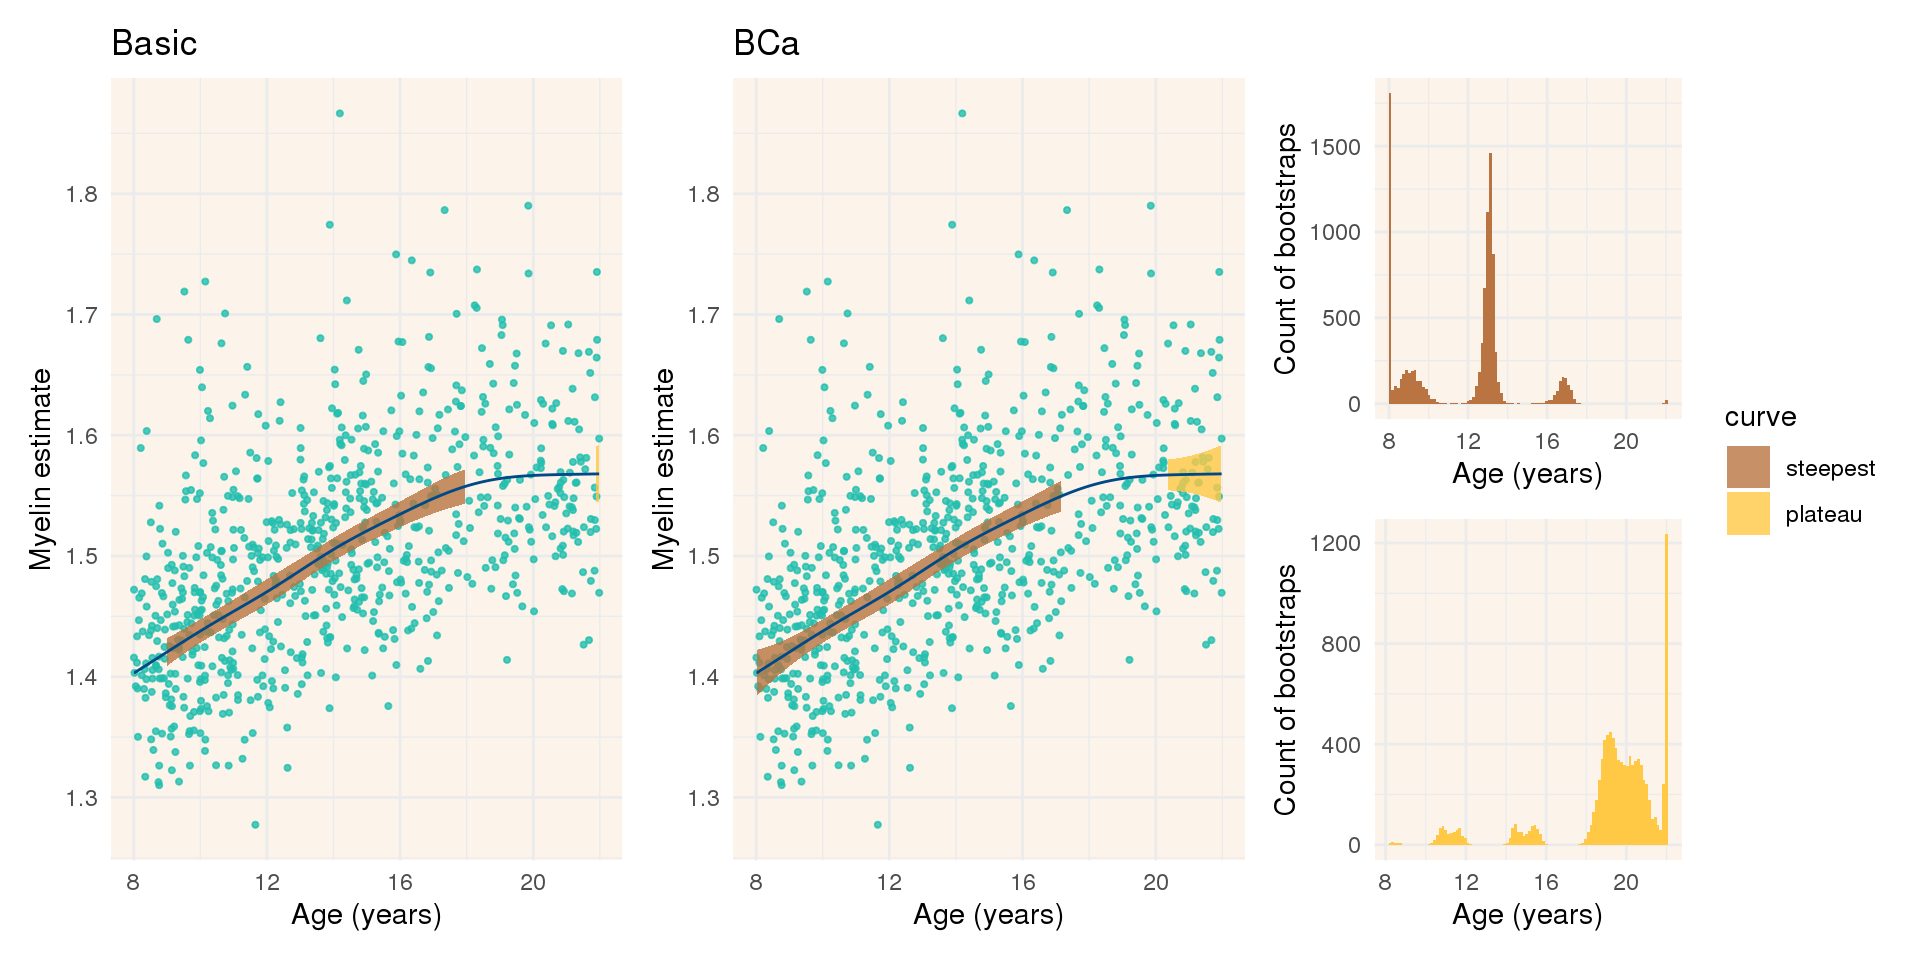 Basic
Myelin estimate
1.8
1.7
1.6
1.5
1.4
1.3
8 12 16 20
Age (years)
BCa
Myelin estimate
1.8
1.7
1.6
1.5
1.4
1.3
8 12 16 20
Age (years)
Count of bootstraps
1500
1000
500
0
8 12 16 20
Age (years)
Count of bootstraps
1200
800
400
0
8 12 16 20
Age (years)
curve
steepest
plateau